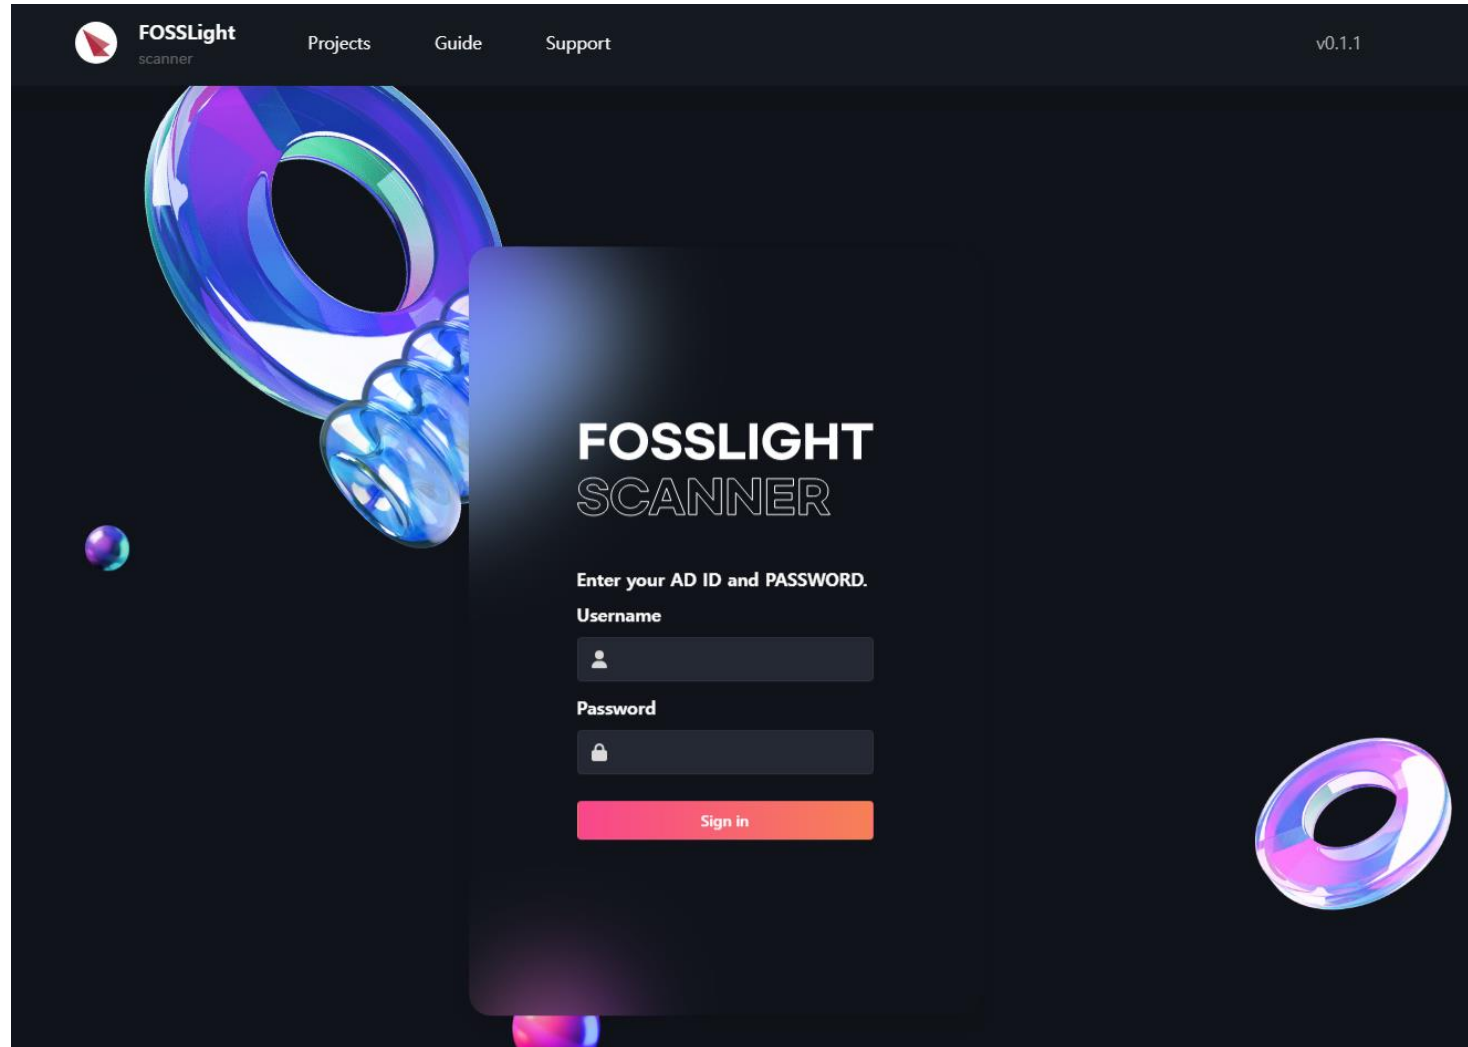 FOSSLight
scanner
Projects
Guide
Support
v0.1.1
FOSSLIGHT
SCANNER
Enter your AD ID and PASSWORD.
Username
Password
Sign in